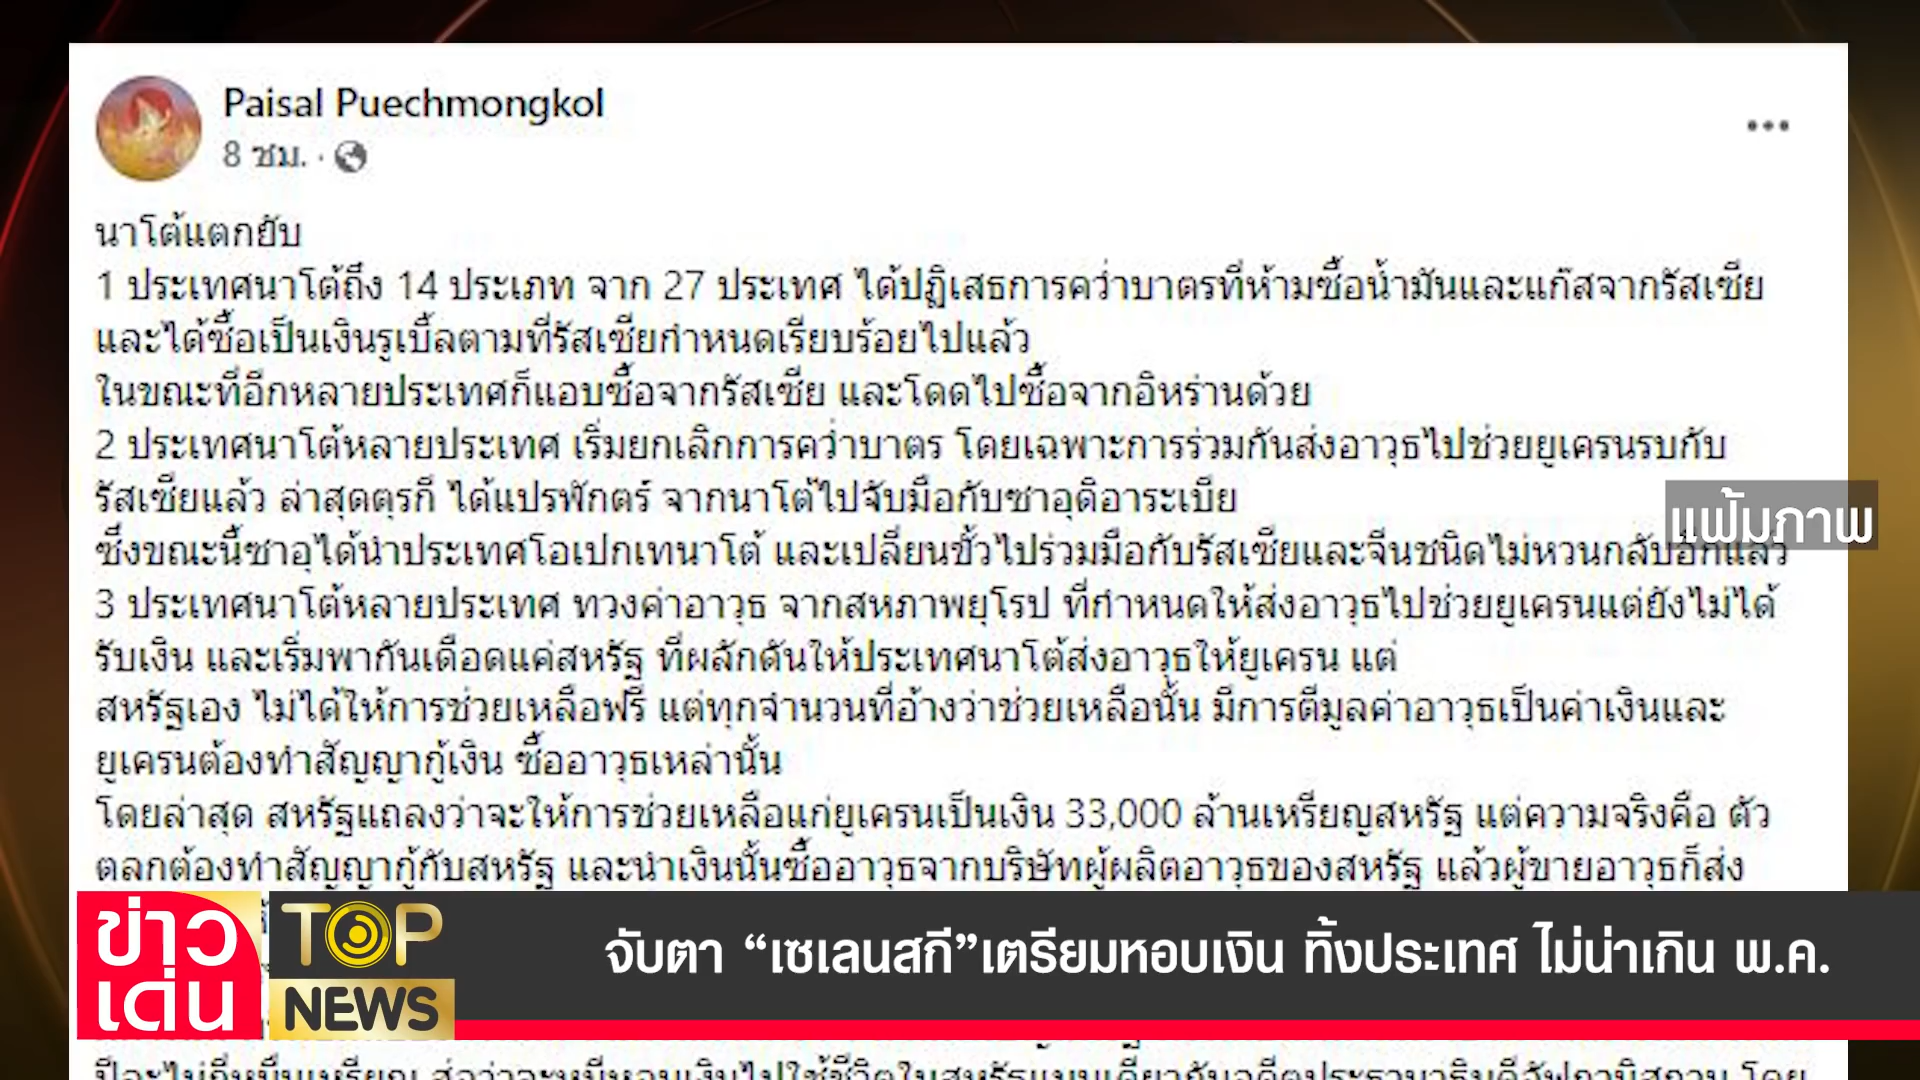 Paisal Puechmongkol
8 ชม. ·
นาโต้แตกยับ
1 ประเทศนาโต้ถึง 14 ประเภท จาก 27 ประเทศ ได้ปฏิเสธการคว่ำบาตรที่ห้ามซื้อน้ำมันและแก๊สจากรัสเซีย
และได้ซื้อเป็นเงินรูเบิ้ลตามที่รัสเซียกำหนดเรียบร้อยไปแล้ว
ในขณะที่อีกหลายประเทศก็แอบซื้อจากรัสเซีย และโดดไปซื้อจากอิหร่านด้วย
2 ประเทศนาโต้หลายประเทศ เริ่มยกเลิกการคว่ำบาตร โดยเฉพาะการร่วมกันส่งอาวุธไปช่วยยูเครนรบกับ
รัสเซียแล้ว ล่าสุดตุรกี ได้แปรพักตร์ จากนาโต้ไปจับมือกับซาอุดิอาระเบีย
ซึ่งขณะนี้ซาอุได้นำประเทศโอเปกเทนาโต้ และเปลี่ยนขั้วไปร่วมมือกับรัสเซียและจีนชนิดไม่หวนกลับอีกแล้ว
แฟ้มภาพ
3 ประเทศนาโต้หลายประเทศ ทวงค่าอาวุธ จากสหภาพยุโรป ที่กำหนดให้ส่งอาวุธไปช่วยยูเครนแต่ยังไม่ได้
รับเงิน และเริ่มพากันเดือดแค่สหรัฐ ที่ผลักดันให้ประเทศนาโต้ส่งอาวุธให้ยูเครน แต่
สหรัฐเอง ไม่ได้ให้การช่วยเหลือฟรี แต่ทุกจำนวนที่อ้างว่าช่วยเหลือนั้น มีการตีมูลค่าอาวุธเป็นค่าเงินและ
ยูเครนต้องทำสัญญากู้เงิน ซื้ออาวุธเหล่านั้น
โดยล่าสุด สหรัฐแถลงว่าจะให้การช่วยเหลือแก่ยูเครนเป็นเงิน 33,000 ล้านเหรียญสหรัฐ แต่ความจริงคือ ตัว
ตลกต้องทำสัญญากู้กับสหรัฐ และนำเงินนั้นซื้ออาวุธจากบริษัทผู้ผลิตอาวุธของสหรัฐ แล้วผู้ขายอาวุธก็ส่ง
ข่าว
เด่น
TOP
NEWS
จับตา “เซเลนสกี”เตรียมหอบเงิน ทิ้งประเทศ ไม่น่าเกิน พ.ค.